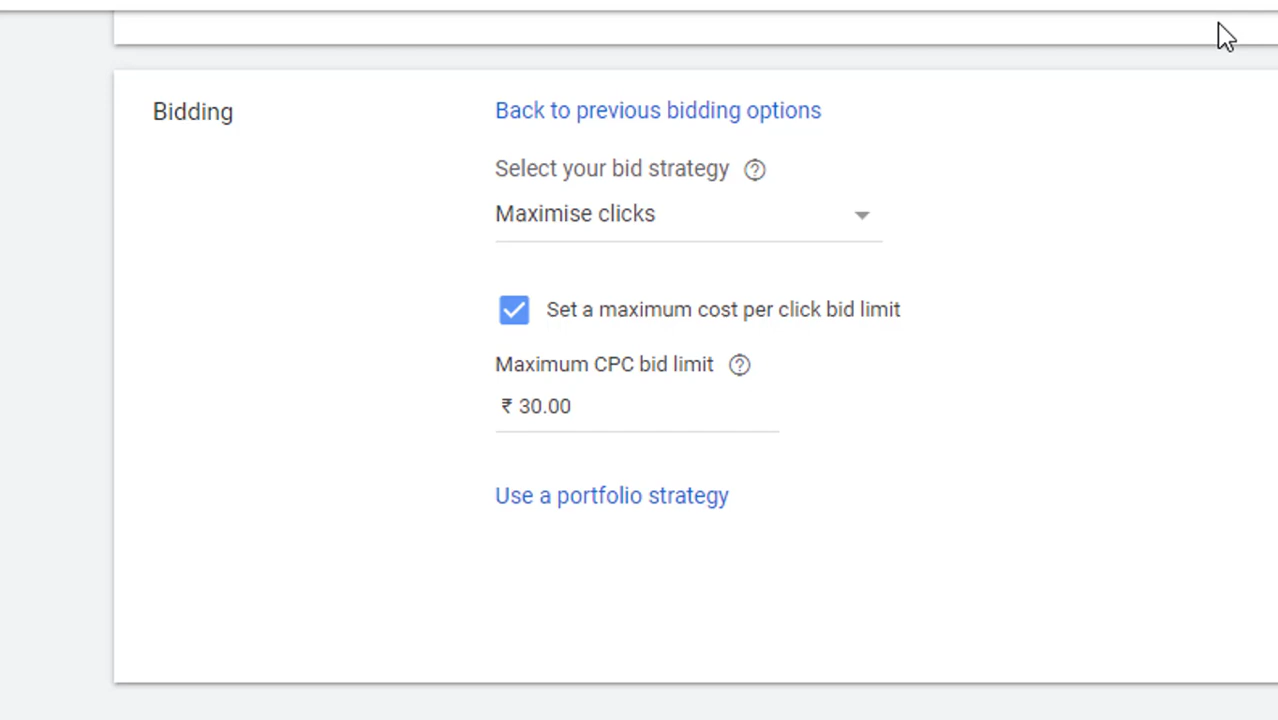 Bidding
Back to previous bidding options
Select your bid strategy
Maximise clicks
Set a maximum cost per click bid limit
Maximum CPC bid limit
₹ 30.00
Use a portfolio strategy